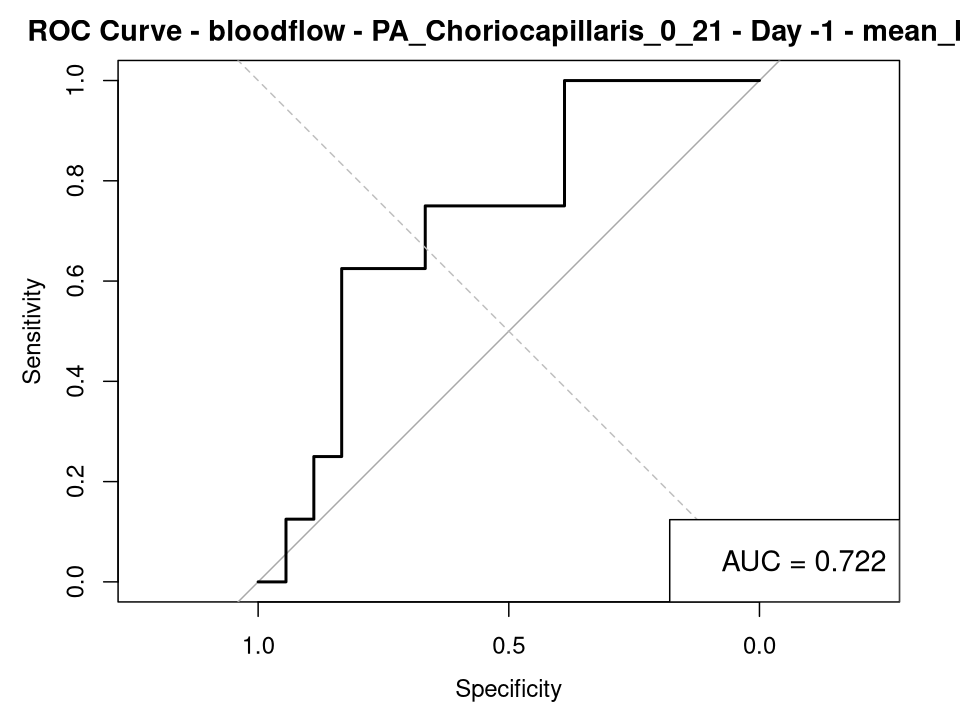 ROC Curve - bloodflow - PA_Choriocapillaris_0_21 - Day -1 - mean_
1.0
0.8
0.6
0.4
0.2
0.0
Sensitivity
AUC = 0.722
1.0 0.5 0.0
Specificity